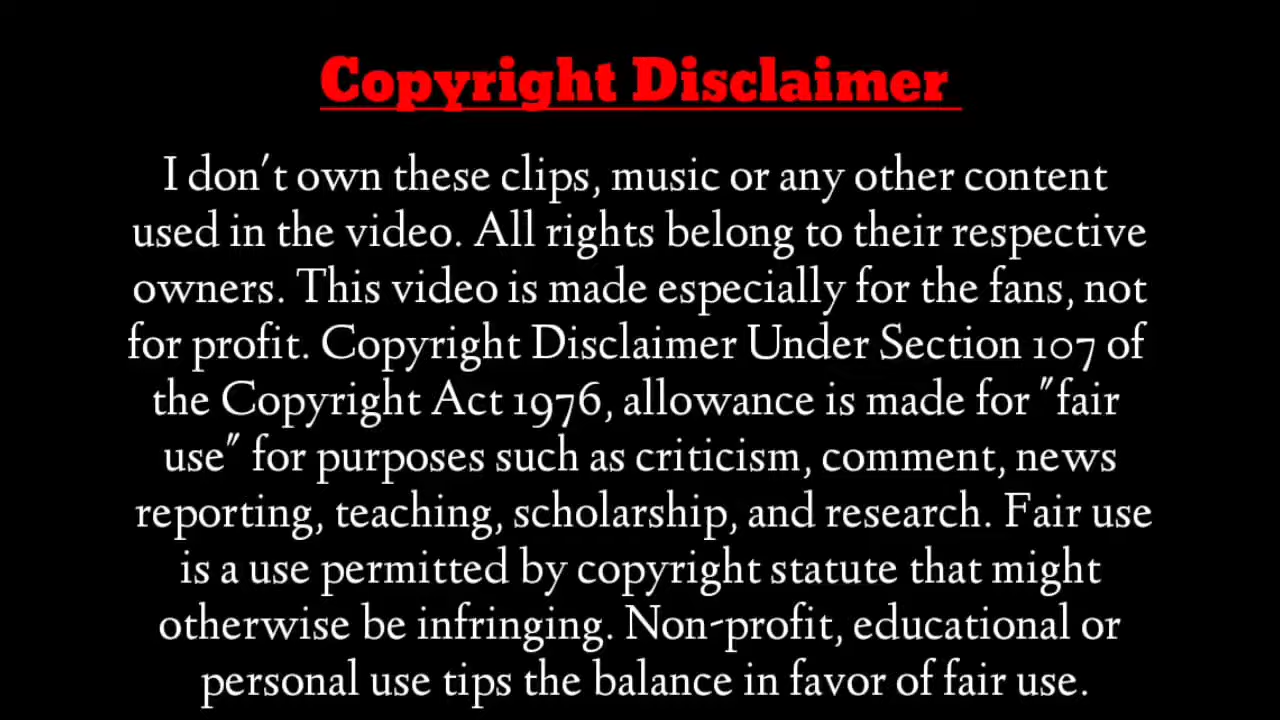 Copyright Disclaimer
I don't own these clips, music or any other content
used in the video. All rights belong to their respective
owners. This video is made especially for the fans, not
for profit. Copyright Disclaimer Under Section 107 of
the Copyright Act 1976, allowance is made for "fair
use" for purposes such as criticism, comment, news
reporting, teaching, scholarship, and research. Fair use
is a use permitted by copyright statute that might
otherwise be infringing. Non-profit, educational or
personal use tips the balance in favor of fair use.